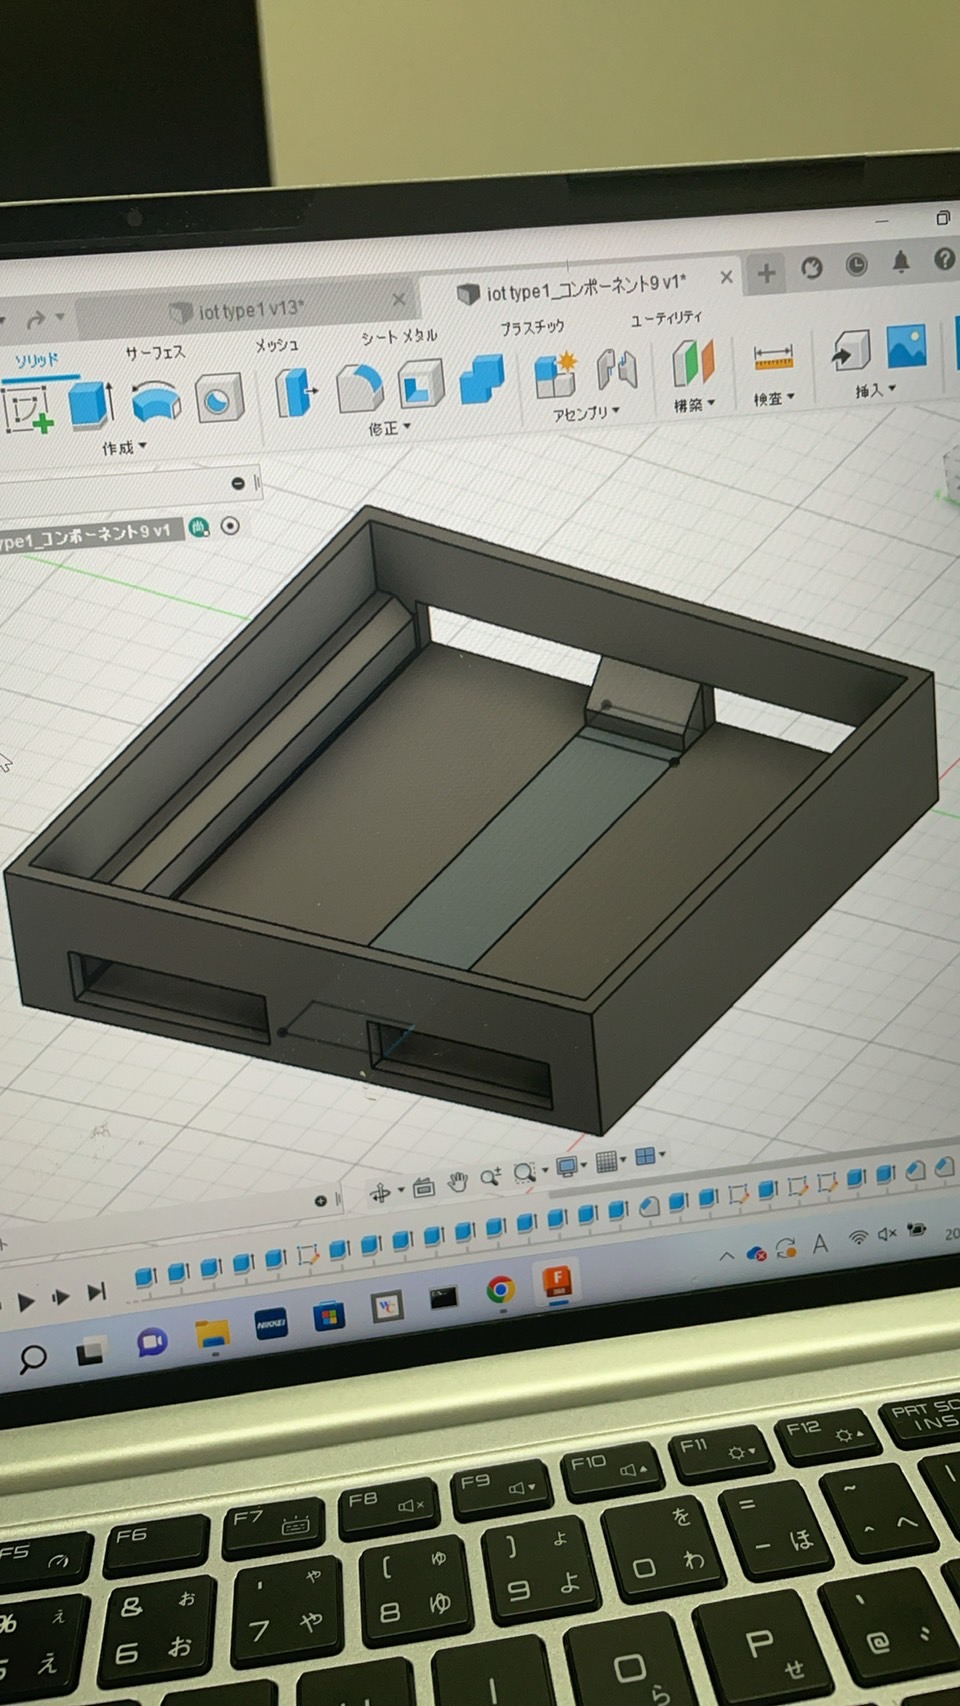 iot type1 v13*
iot type1_コンポーネント9 v1*
ソリッド
サーフェス
メッシュ
シート メタル
プラスチック
ユーティリティ
作成
修正
アセンブリ
構築
検査
挿入
ype1_コンポーネント9 v1
尚
A
20
NIKKEI
WC
F
360
F5
F6
F7
F8
F9
F10
F11
F12
PRT SC
INS
% え
5 え
& お
6 お
' や
7 や
( ゆ
8 ゆ
) よ
9 よ
を
0 わ
=
- ほ
~
^ へ
I
O
ら
P
せ
`
@ ゛